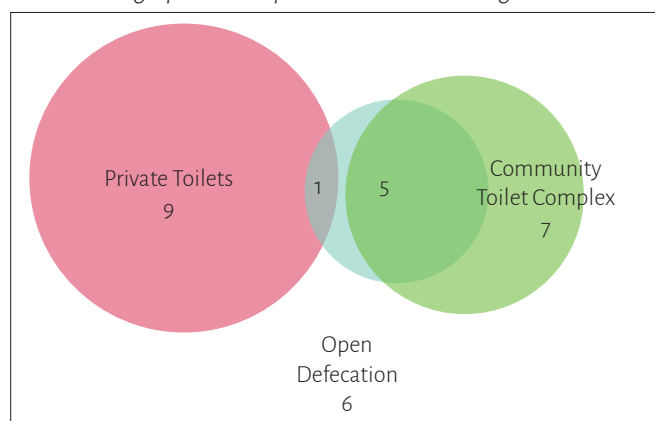 Private Toilets
9
1
5
Community
Toilet Complex
7
Open
Defecation
6